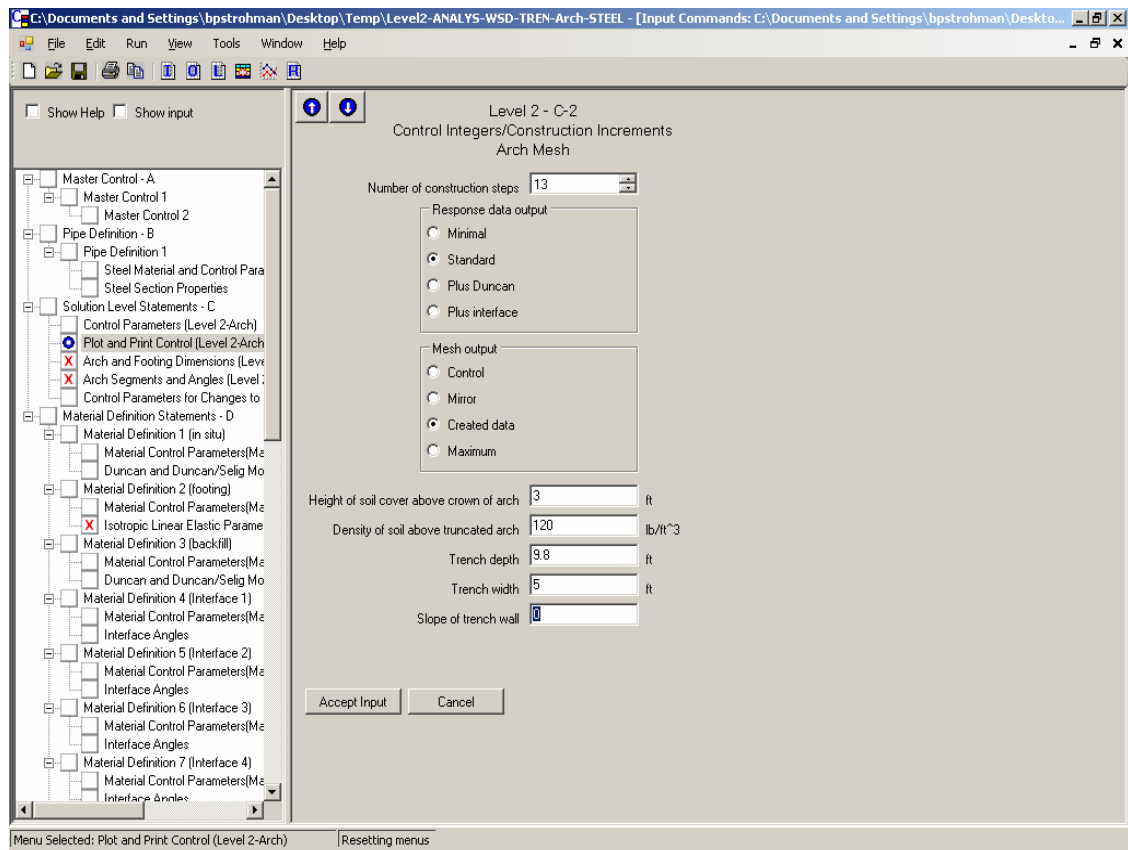 C:\Documents and Settings\bpstrohman\Desktop\Temp\Level2-ANALYS-WSD-TREN-Arch-STEEL - [Input Commands: C:\Documents and Settings\bpstrohman\Deskto...
File Edit Run View Tools Window Help
Show Help Show input
Master Control - A
Master Control 1
Master Control 2
Pipe Definition - B
Pipe Definition 1
Steel Material and Control Para
Steel Section Properties
Solution Level Statements - C
Control Parameters (Level 2-Arch)
Plot and Print Control (Level 2-Arch
Arch and Footing Dimensions (Leve
Arch Segments and Angles (Level 2
Control Parameters for Changes to
Material Definition Statements - D
Material Definition 1 (in situ)
Material Control Parameters(Ma
Duncan and Duncan/Selig Mo
Material Definition 2 (footing)
Material Control Parameters(Ma
Isotropic Linear Elastic Parame
Material Definition 3 (backfill)
Material Control Parameters(Ma
Duncan and Duncan/Selig Mo
Material Definition 4 (Interface 1)
Material Control Parameters(Ma
Interface Angles
Material Definition 5 (Interface 2)
Material Control Parameters(Ma
Interface Angles
Material Definition 6 (Interface 3)
Material Control Parameters(Ma
Interface Angles
Material Definition 7 (Interface 4)
Material Control Parameters(Ma
Interface Angles
Level 2 - C-2
Control Integers/Construction Increments
Arch Mesh
Number of construction steps 13
Response data output
Minimal
Standard
Plus Duncan
Plus interface
Mesh output
Control
Mirror
Created data
Maximum
Height of soil cover above crown of arch 3 ft
Density of soil above truncated arch 120 lb/ft^3
Trench depth 9.8 ft
Trench width 5 ft
Slope of trench wall 0
Accept Input Cancel
Menu Selected: Plot and Print Control (Level 2-Arch) Resetting menus